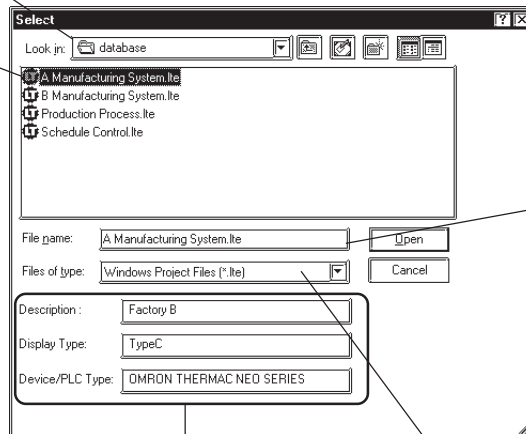 Select
Look in: database
A Manufacturing System.lte
B Manufacturing System.lte
Production Process.lte
Schedule Control.lte
File name: A Manufacturing System.lte Open
Files of type: Windows Project Files (*.lte) Cancel
Description : Factory B
Display Type: TypeC
Device/PLC Type: OMRON THERMAC NEO SERIES